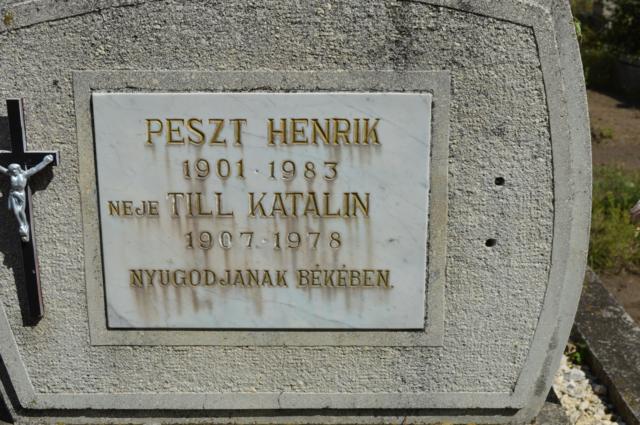 PESZT HENRIK
1901 · 1983
NEJE TILL KATALIN
1907 · 1978
NYUGODJANAK BÉKÉBEN.